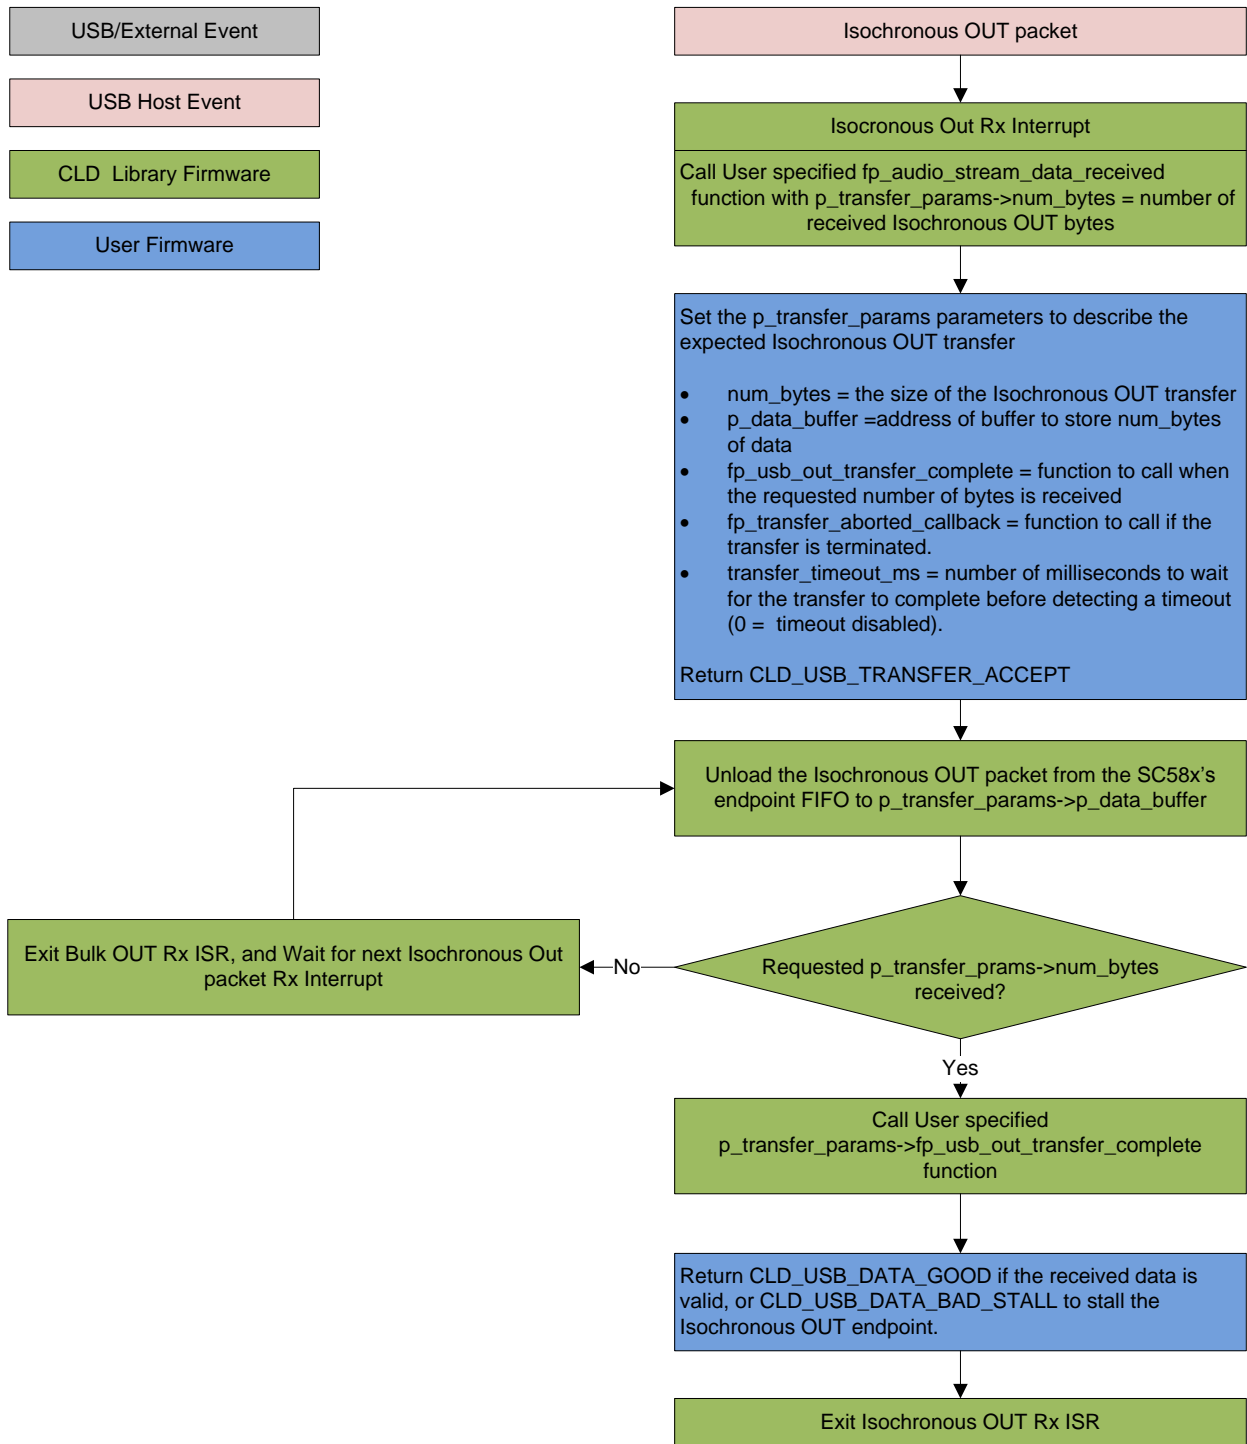 USB/External Event
USB Host Event
CLD  Library Firmware
User Firmware
Isochronous OUT packet
Isocronous Out Rx Interrupt
Call User specified fp_audio_stream_data_received
function with p_transfer_params->num_bytes = number of
received Isochronous OUT bytes
Set the p_transfer_params parameters to describe the
expected Isochronous OUT transfer
• num_bytes = the size of the Isochronous OUT transfer
• p_data_buffer =address of buffer to store num_bytes
of data
• fp_usb_out_transfer_complete = function to call when
the requested number of bytes is received
• fp_transfer_aborted_callback = function to call if the
transfer is terminated.
• transfer_timeout_ms = number of milliseconds to wait
for the transfer to complete before detecting a timeout
(0 =  timeout disabled).
Return CLD_USB_TRANSFER_ACCEPT
Unload the Isochronous OUT packet from the SC58x's
endpoint FIFO to p_transfer_params->p_data_buffer
Exit Bulk OUT Rx ISR, and Wait for next Isochronous Out
packet Rx Interrupt
No
Requested p_transfer_prams->num_bytes
received?
Yes
Call User specified
p_transfer_params->fp_usb_out_transfer_complete
function
Return CLD_USB_DATA_GOOD if the received data is
valid, or CLD_USB_DATA_BAD_STALL to stall the
Isochronous OUT endpoint.
Exit Isochronous OUT Rx ISR